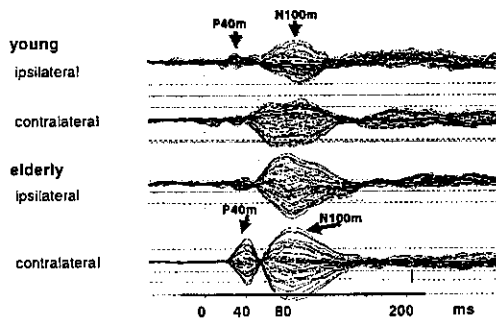 P40m N100m
young
ipsilateral
contralateral
elderly
ipsilateral
P40m N100m
contralateral
0 40 80 200 ms